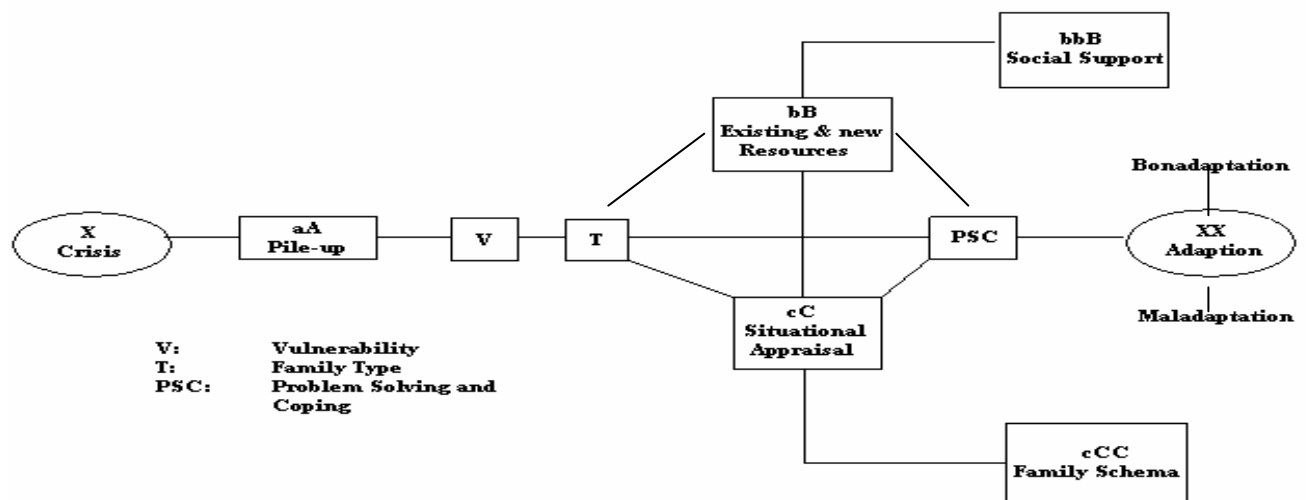 bbB
Social Support
bB
Existing & new
Resources
Bonadaptation
X
Crisis
aA
Pile-up
V
T
PSC
XX
Adaption
Maladaptation
cC
Situational
Appraisal
V: Vulnerability
T: Family Type
PSC: Problem Solving and
Coping
cCC
Family Schema